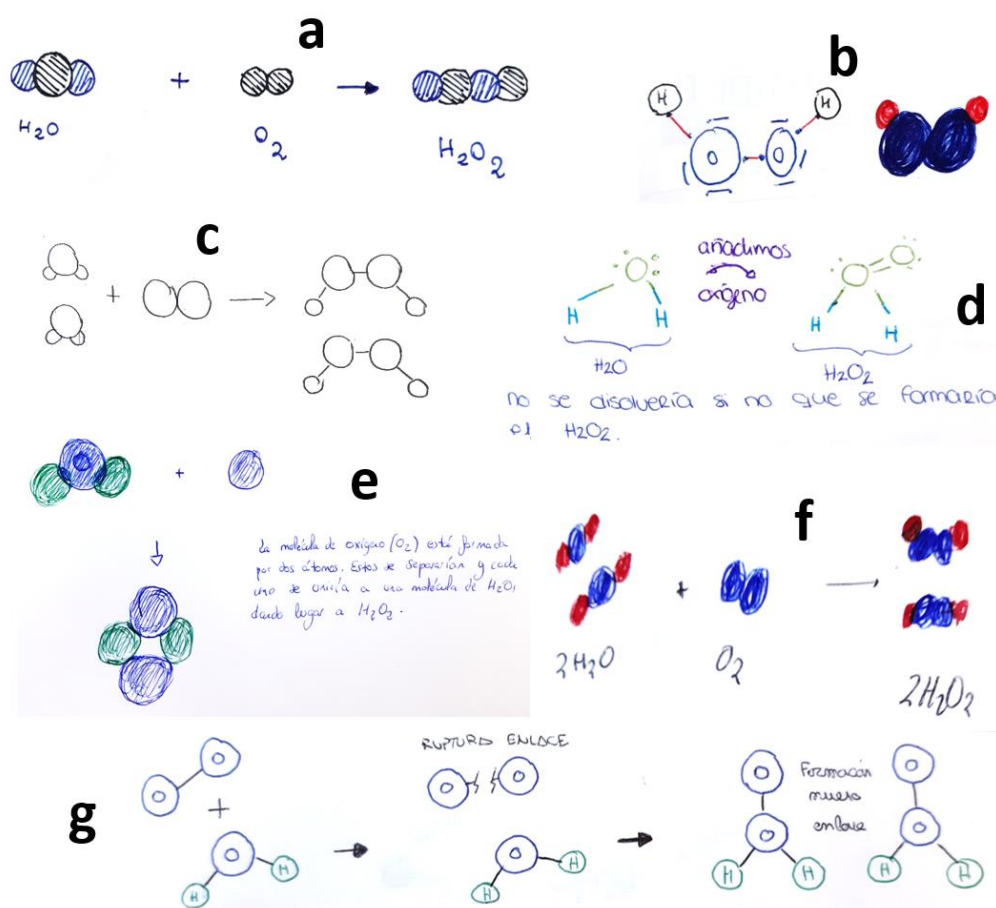 a
+
H2O
O2
H2O2
b
H
H
O
O
c
+
d
añadimos
oxígeno
O
H
H
H2O
O
O
H
H
H2O2
no se disolvería si no que se formaría
el H2O2.
e
+
O
La molécula de oxígeno (O2) está formada
por dos átomos. Estos se separarían y cada
uno se uniría a una molécula de H2O,
dando lugar a H2O2.
f
+
2H2O
O2
2H2O2
g
O
O
+
O
H
H
RUPTURA ENLACE
O
O
O
H
H
O
O
H
H
Formación
nuevo
enlace
O
O
H
H